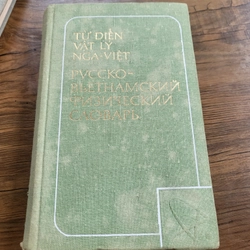 TỪ ĐIỂN
VẬT LÝ
NGA-VIỆT
РУССКО-
ВЬЕТНАМСКИЙ
ФИЗИЧЕСКИЙ
СЛОВАРЬ